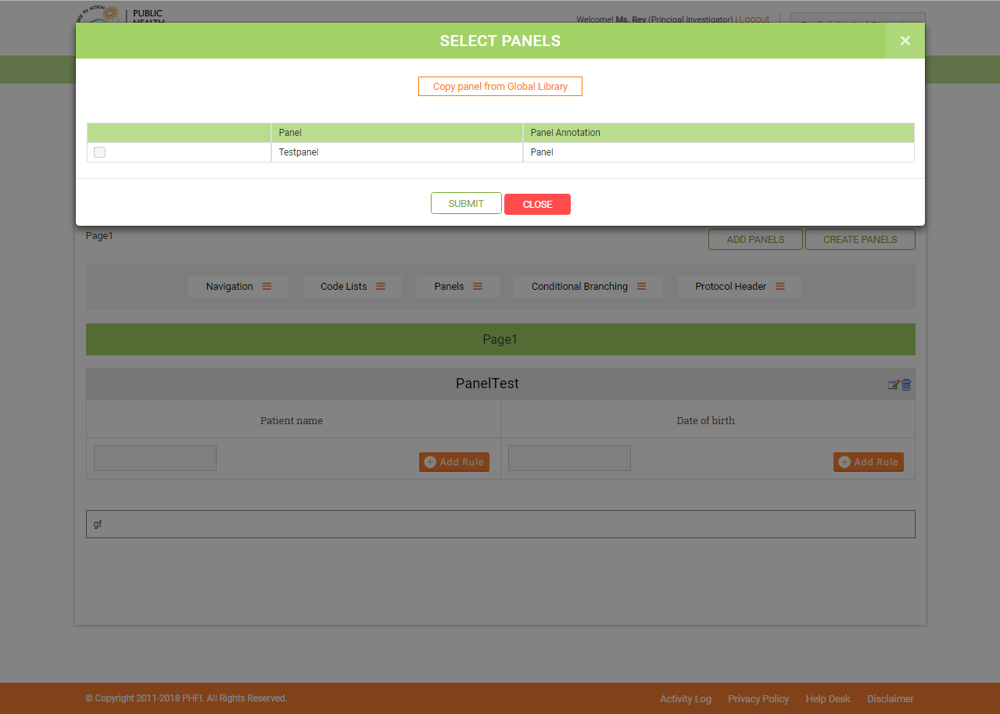 GE TO ACTION
PUBLIC
HEALTH
Welcome! Ms. Rev (Principal Investigator) | Logout
SELECT PANELS
Copy panel from Global Library
Panel Panel Annotation
Testpanel Panel
SUBMIT CLOSE
Page1
ADD PANELS CREATE PANELS
Navigation Code Lists Panels Conditional Branching Protocol Header
Page1
PanelTest
Patient name Date of birth
Add Rule Add Rule
gf
© Copyright 2011-2018 PHFI. All Rights Reserved.
Activity Log Privacy Policy Help Desk Disclaimer